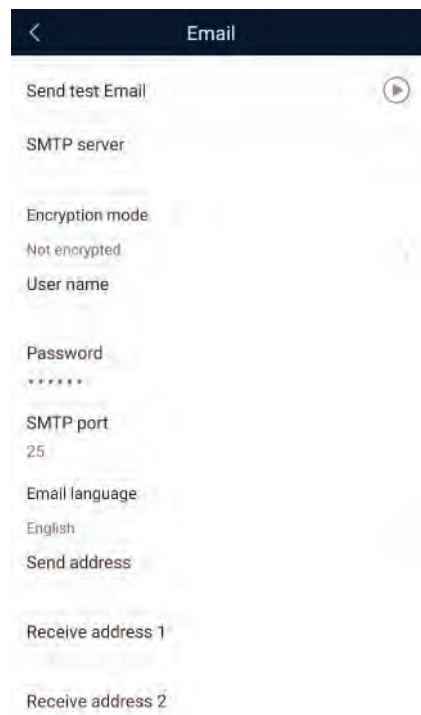 Email
Send test Email
SMTP server
Encryption mode
Not encrypted
User name
Password
******
SMTP port
25
Email language
English
Send address
Receive address 1
Receive address 2